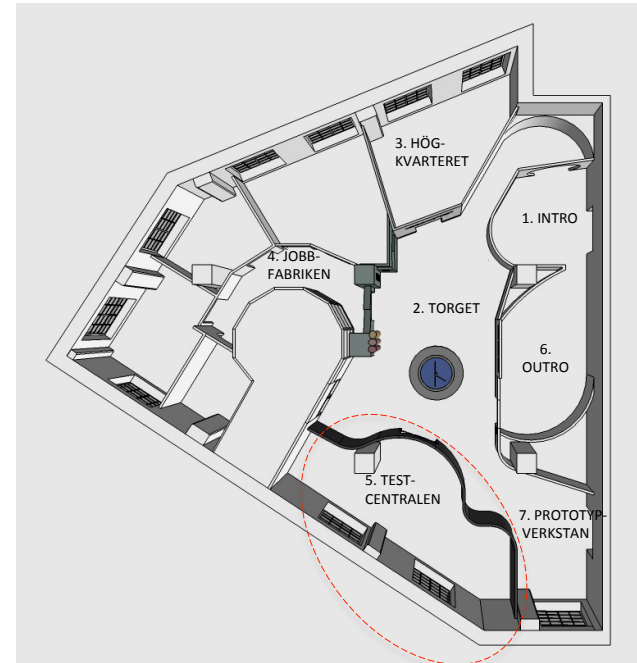 3. HÖG-
KVARTERET
1. INTRO
4. JOBB-
FABRIKEN
2. TORGET
6.
OUTRO
5. TEST-
CENTRALEN
7. PROTOTYP-
VERKSTAN